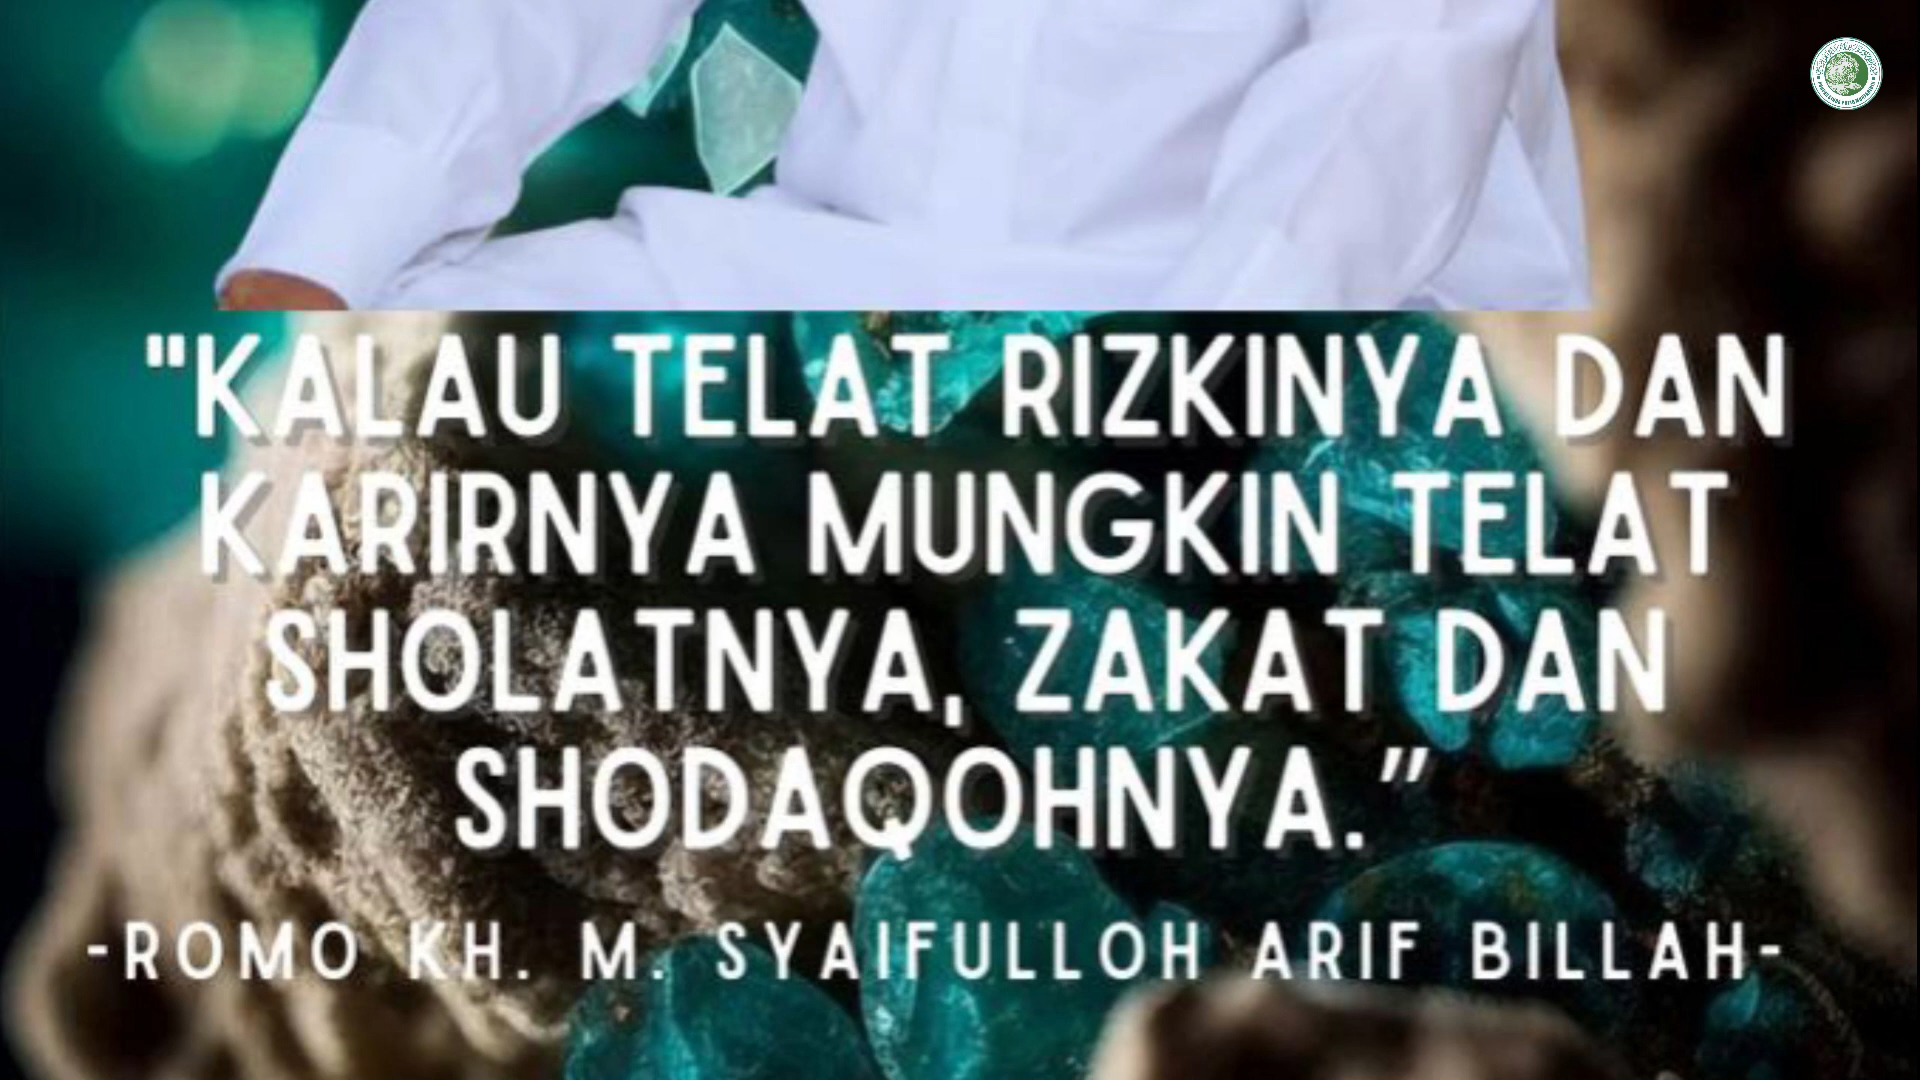 "KALAU TELAT RIZKINYA DAN
KARIRNYA MUNGKIN TELAT
SHOLATNYA, ZAKAT DAN
SHODAQOHNYA.”
-ROMO KH. M. SYAIFULLOH ARIF BILLAH-